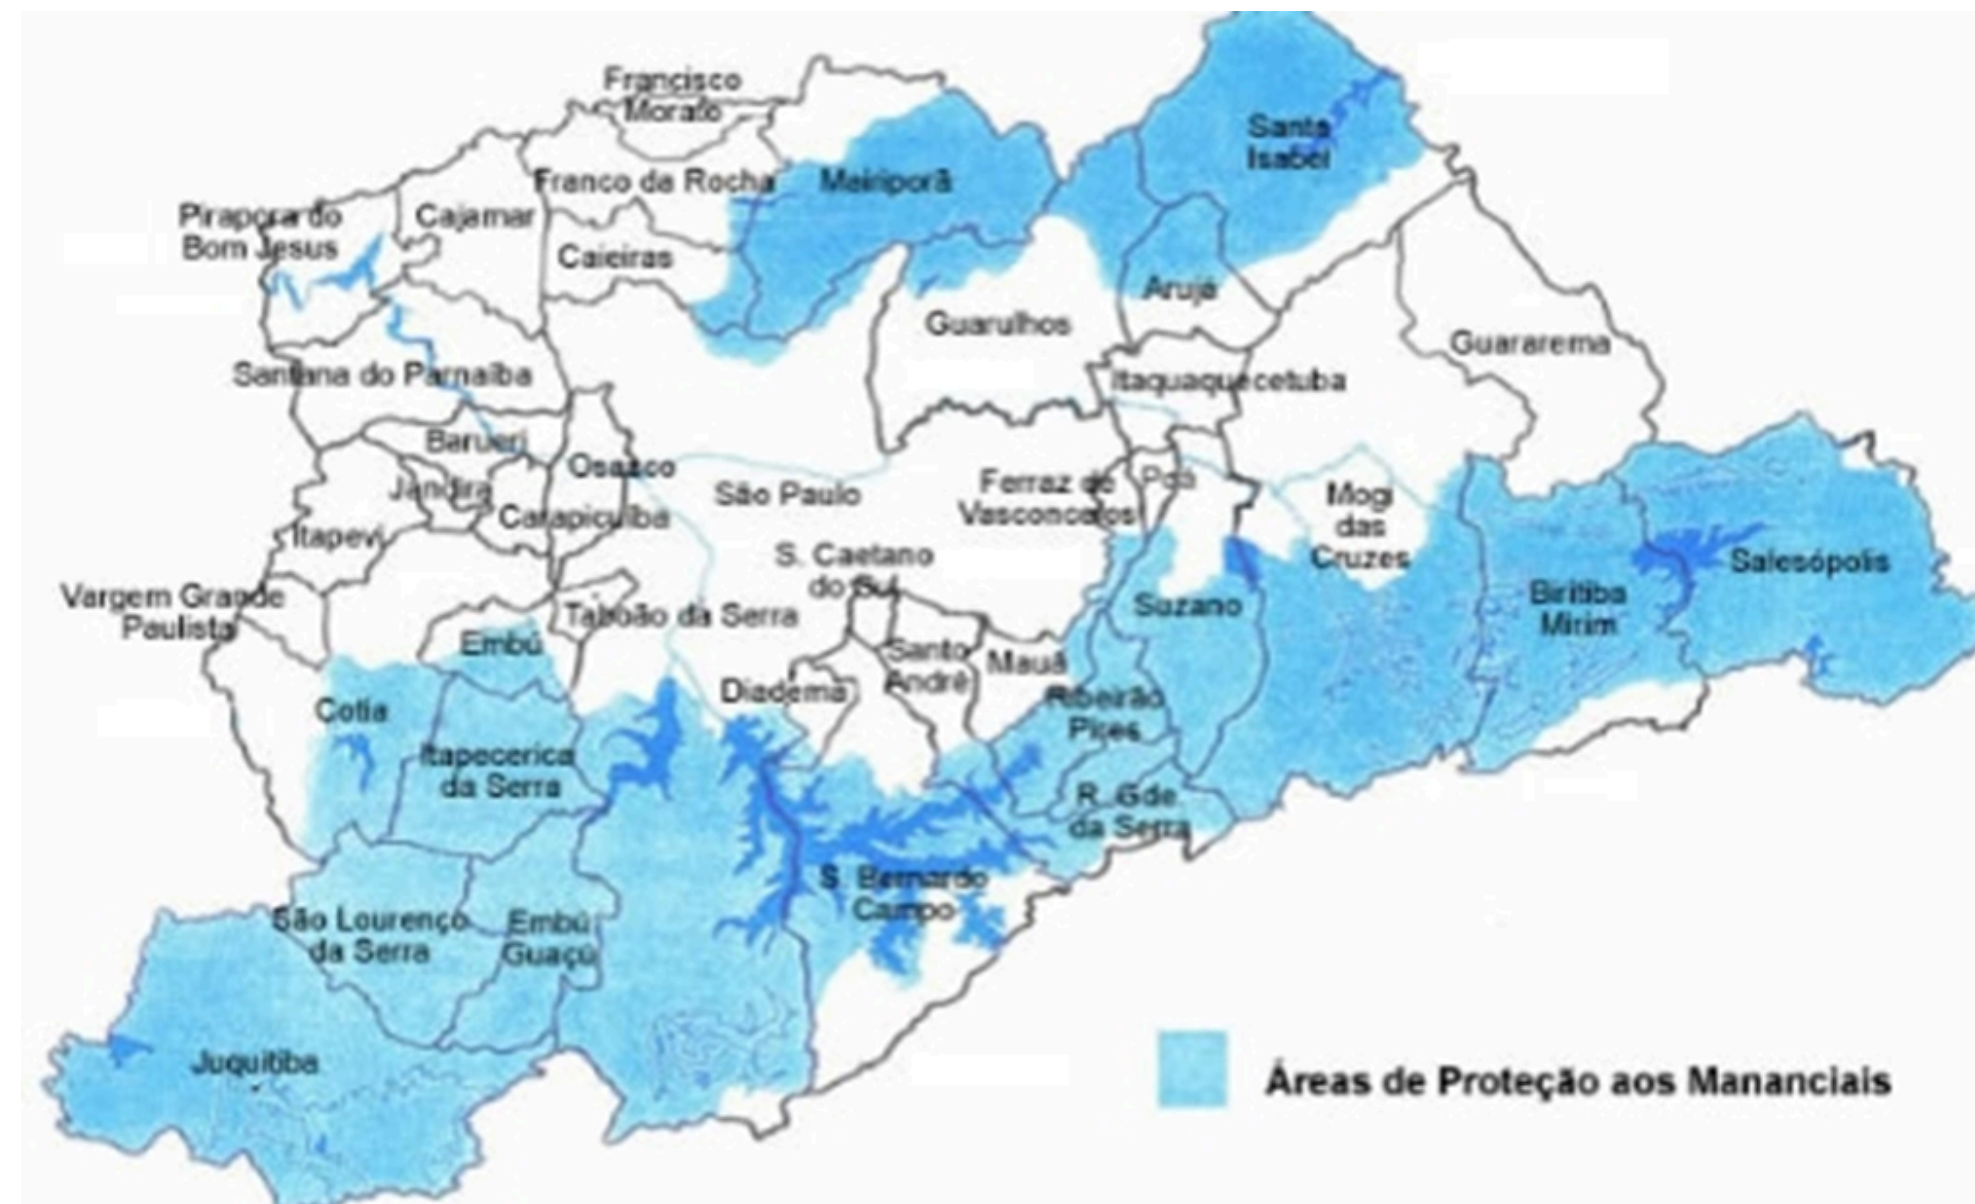 Francisco
Morato
Santa
Isabel
Franco da Rocha
Mairiporã
Pirapora do
Bom Jesus
Cajamar
Caieiras
Arujá
Guarulhos
Guararema
Santana do Parnaíba
Itaquaquecetuba
Barueri
Osasco
Jandira
São Paulo
Ferraz de
Vasconcelos
Poá
Mogi
das
Cruzes
Carapicuíba
Itapevi
S. Caetano
do Sul
Salesópolis
Vargem Grande
Paulista
Taboão da Serra
Suzano
Biritiba
Mirim
Embú
Santo
André
Mauá
Diadema
Ribeirão
Pires
Cotia
Itapecerica
da Serra
R. Gde.
da Serra
S. Bernardo
Campo
São Lourenço
da Serra
Embú
Guaçú
Juquitiba
Áreas de Proteção aos Mananciais